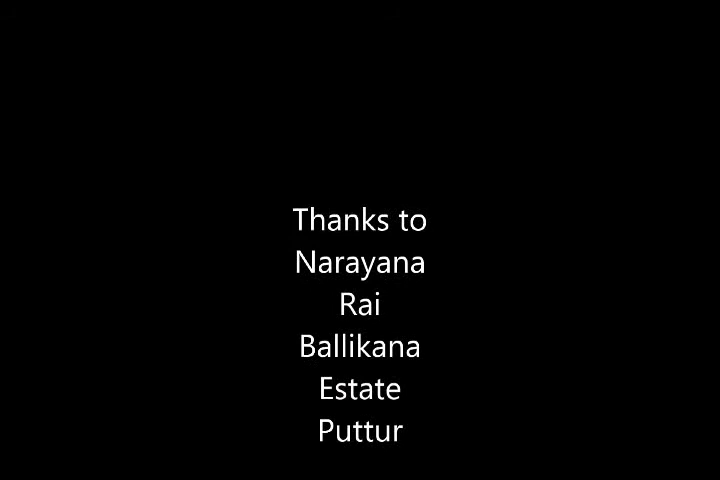 Thanks to
Narayana
Rai
Ballikana
Estate
Puttur